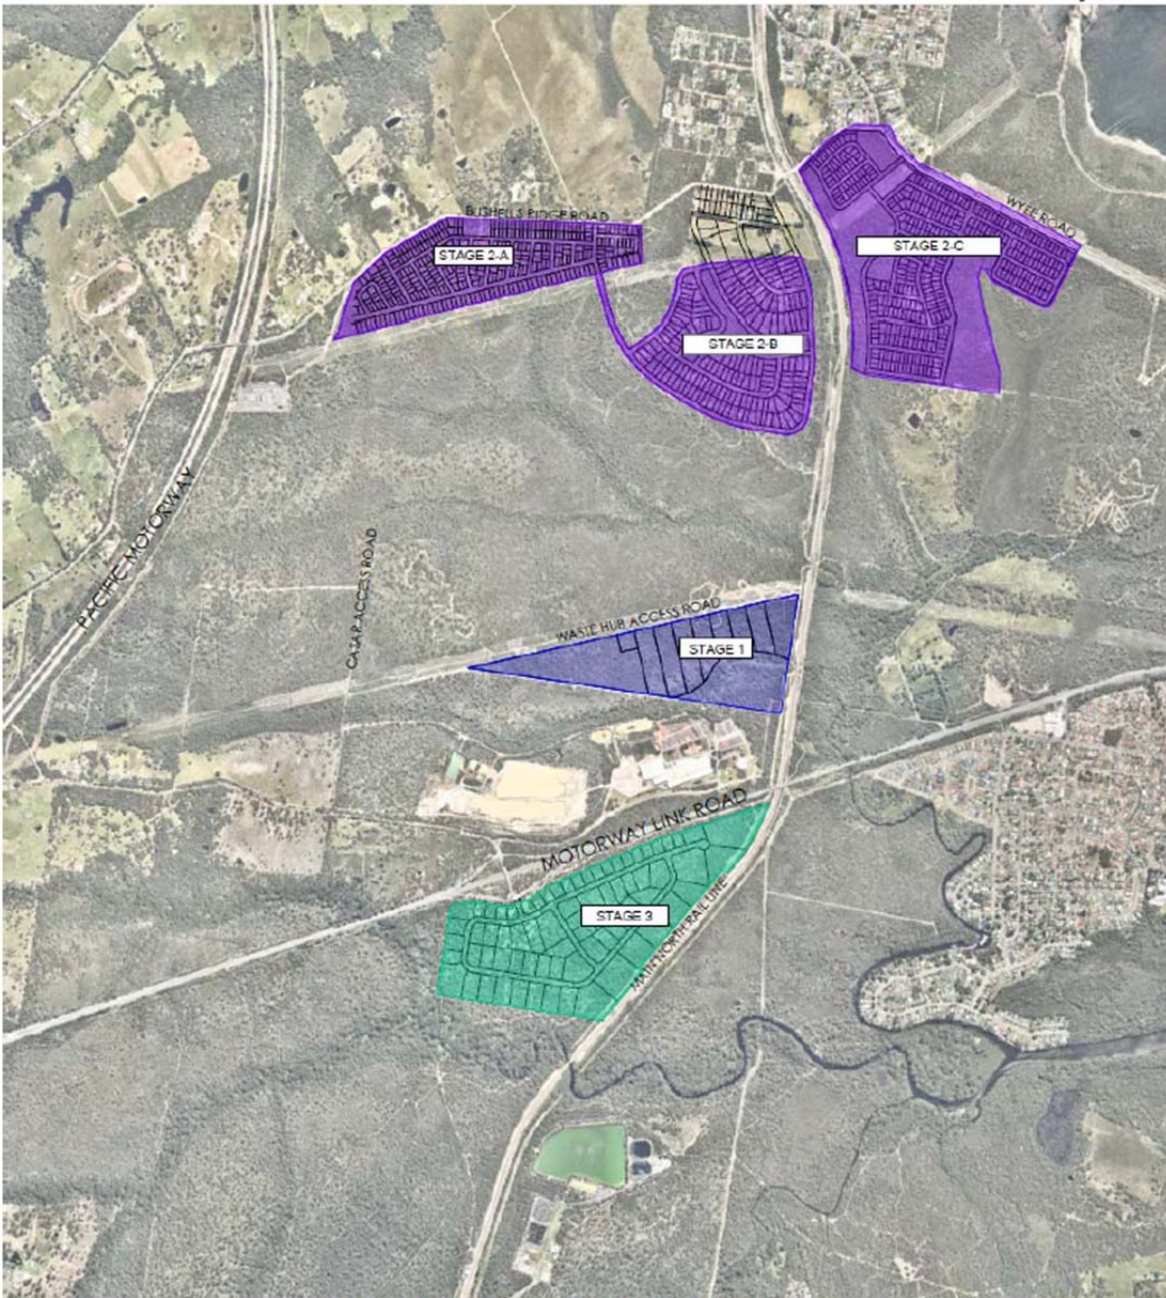 BUSHELLS RIDGE ROAD
STAGE 2-A
WYEE ROAD
STAGE 2-C
STAGE 2-B
PACIFIC MOTORWAY
CASAR ACCESS ROAD
WASTE HUB ACCESS ROAD
STAGE 1
MOTORWAY LINK ROAD
STAGE 3
MAIN NORTH RAIL LINE